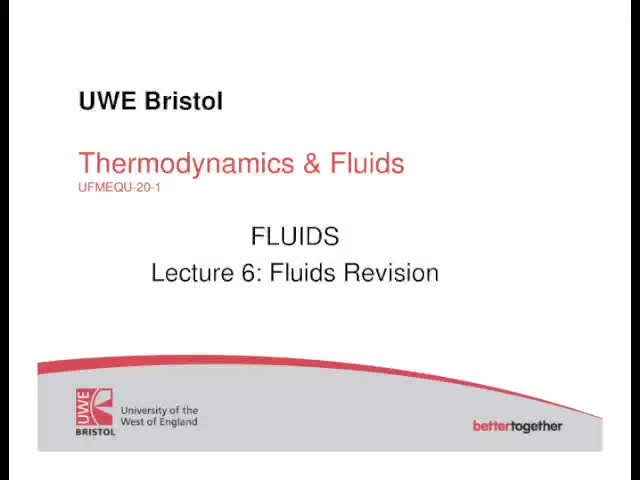 UWE Bristol
Thermodynamics & Fluids
UFMEQU-20-1
FLUIDS
Lecture 6: Fluids Revision
UWE
BRISTOL
University of the
West of England
bettertogether